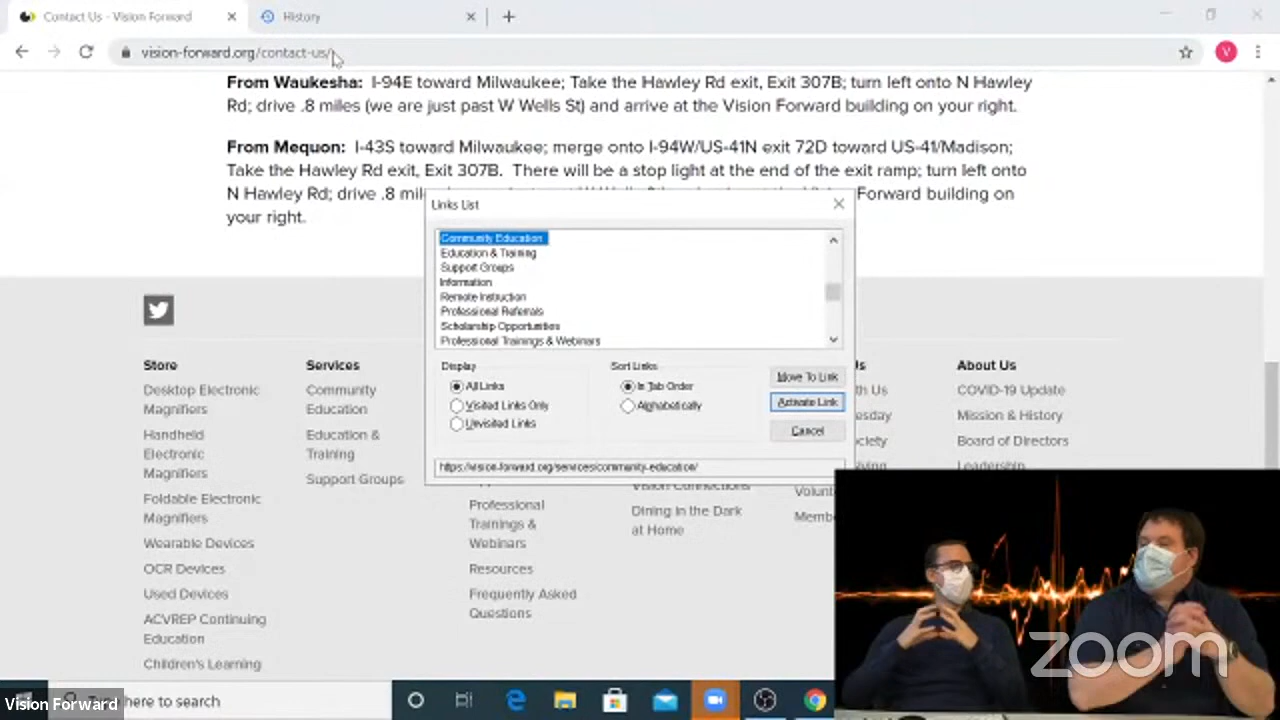 Contact Us - Vision Forward
History
vision-forward.org/contact-us/
V
From Waukesha: I-94E toward Milwaukee; Take the Hawley Rd exit, Exit 307B; turn left onto N Hawley
Rd; drive .8 miles (we are just past W Wells St) and arrive at the Vision Forward building on your right.
From Mequon: I-43S toward Milwaukee; merge onto I-94W/US-41N exit 72D toward US-41/Madison;
Take the Hawley Rd exit, Exit 307B. There will be a stop light at the end of the exit ramp; turn left onto
N Hawley Rd; drive .8 Forward building on
your right.
Links List
Community Education
Education & Training
Support Groups
Information
Remote Instruction
Professional Referrals
Scholarship Opportunities
Professional Trainings & Webinars
Display
All Links
Visited Links Only
Unvisited Links
Sort Links
In Tab Order
Alphabetically
Move To Link
Activate Link
Cancel
https://vision-forward.org/services/community-education/
Store
Desktop Electronic
Magnifiers
Handheld
Electronic
Magnifiers
Foldable Electronic
Magnifiers
Wearable Devices
OCR Devices
Used Devices
ACVREP Continuing
Education
Children's Learning
Services
Community
Education
Education &
Training
Support Groups
Professional
Trainings &
Webinars
Resources
Frequently Asked
Questions
Vision Connections
Dining in the Dark
at Home
Us
About Us
COVID-19 Update
Mission & History
Board of Directors
Leadership
zoom
here to search
Vision Forward